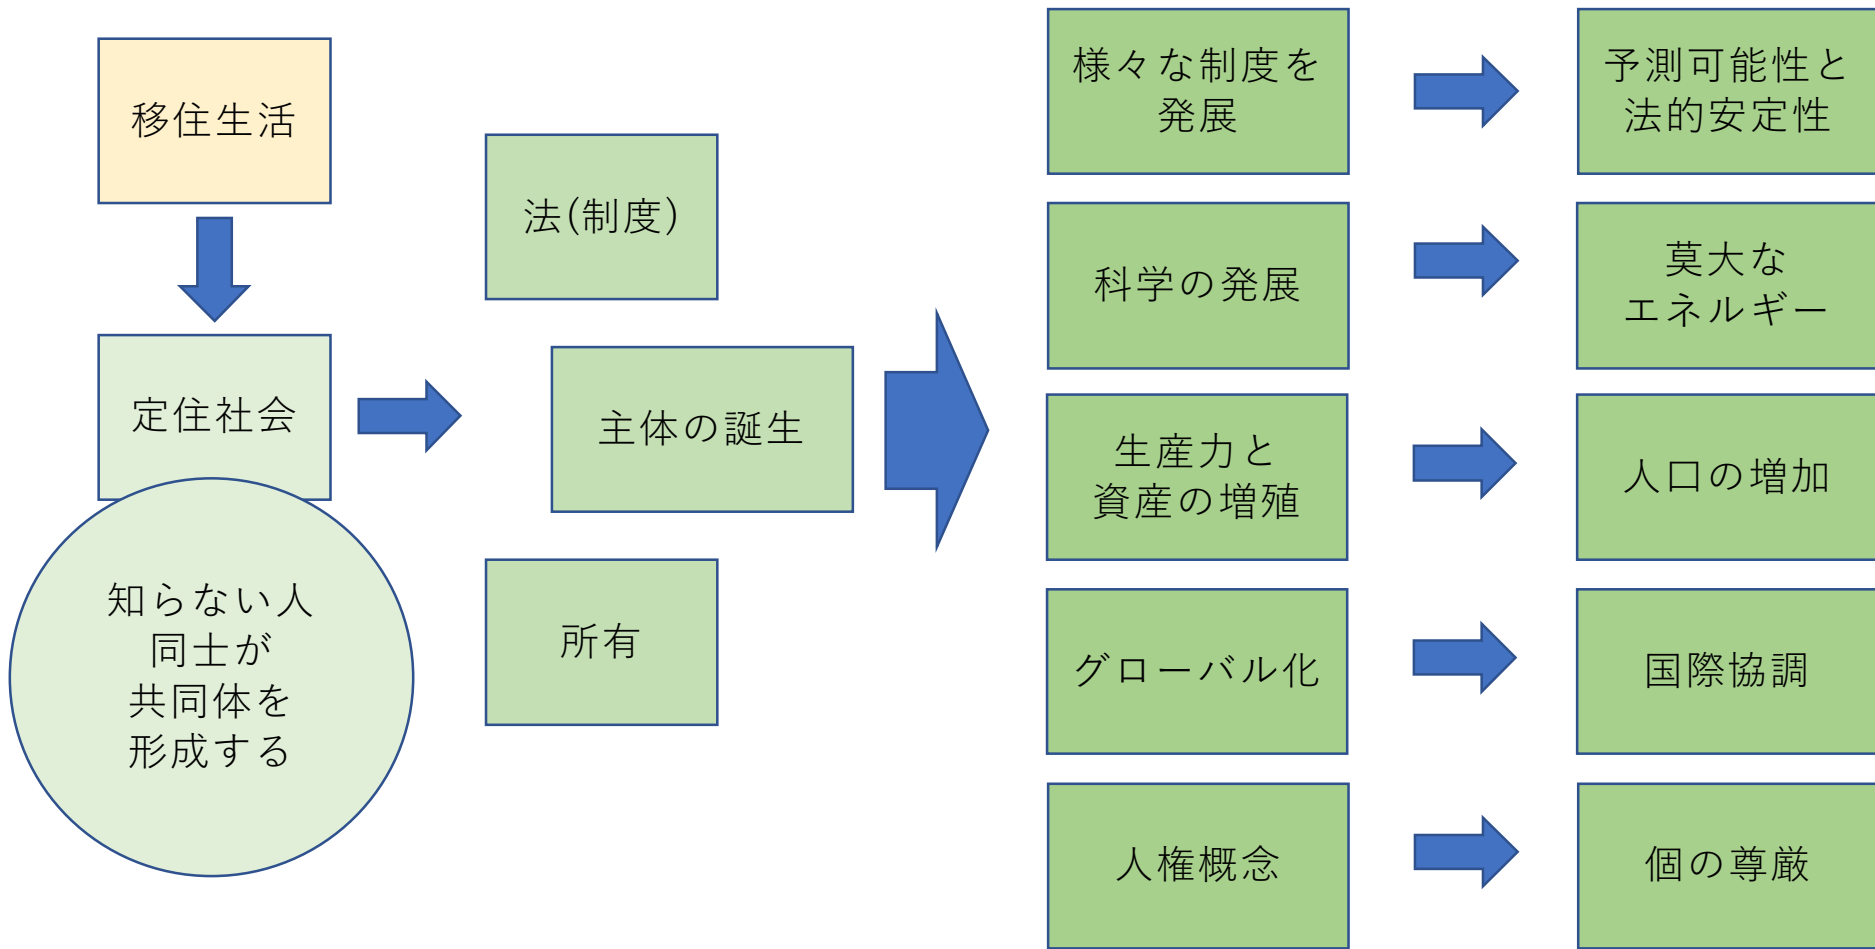 移住生活
定住社会
知らない人
同士が
共同体を
形成する
法(制度)
主体の誕生
所有
様々な制度を
発展
予測可能性と
法的安定性
科学の発展
莫大な
エネルギー
生産力と
資産の増殖
人口の増加
グローバル化
国際協調
人権概念
個の尊厳